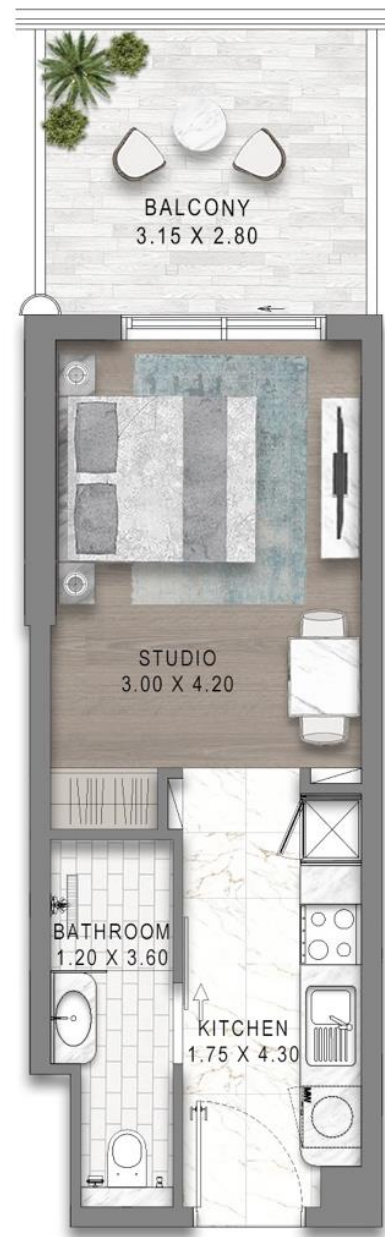 BALCONY
3.15 X 2.80
STUDIO
3.00 X 4.20
BATHROOM
1.20 X 3.60
KITCHEN
1.75 X 4.30